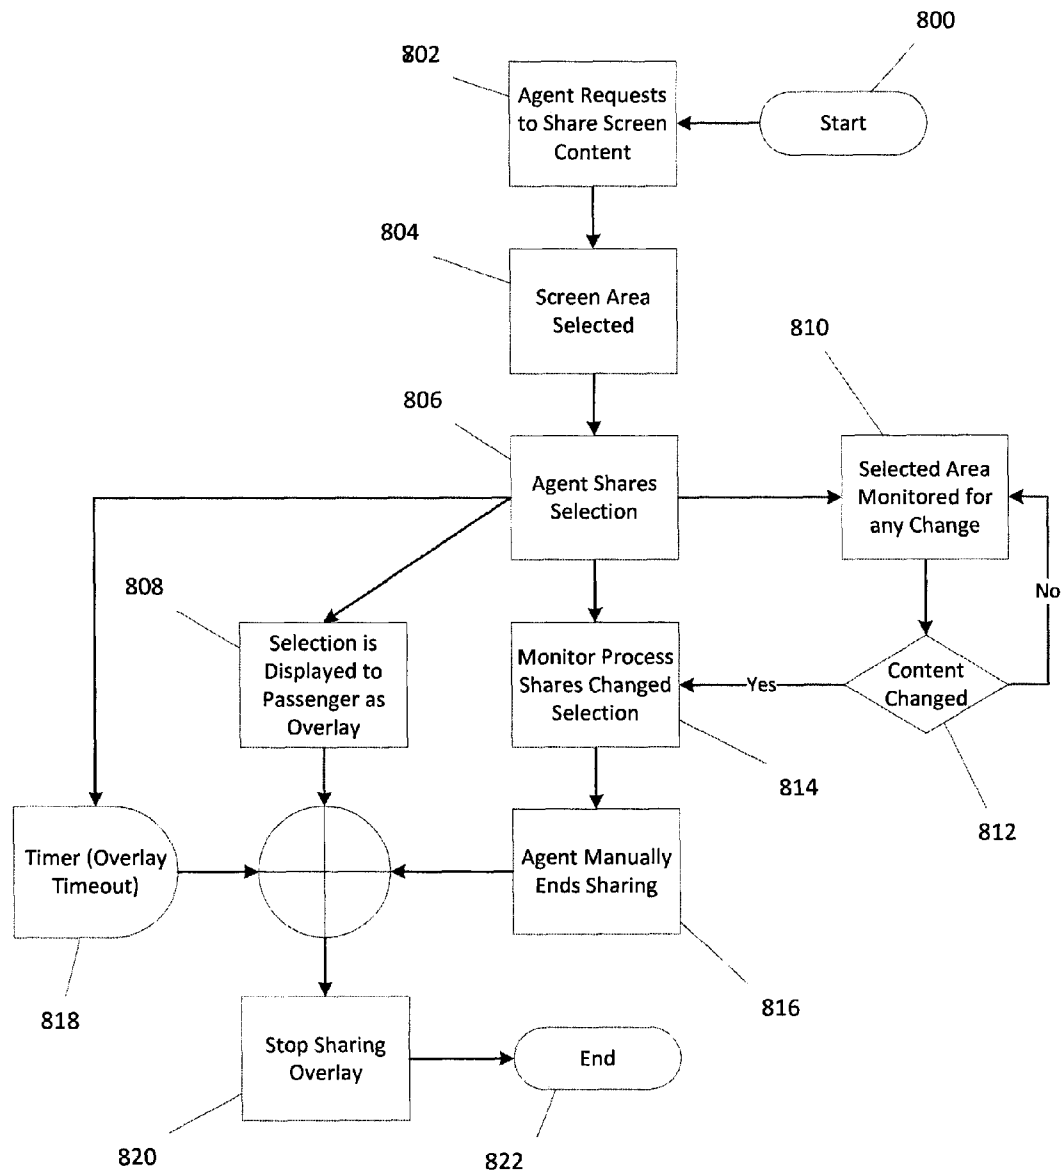 800
802
Agent Requests
to Share Screen
Content
Start
804
Screen Area
Selected
810
806
Agent Shares
Selection
Selected Area
Monitored for
any Change
No
808
Selection is
Displayed to
Passenger as
Overlay
Monitor Process
Shares Changed
Selection
Yes
Content
Changed
814
812
Timer (Overlay
Timeout)
Agent Manually
Ends Sharing
818
816
Stop Sharing
Overlay
End
820
822